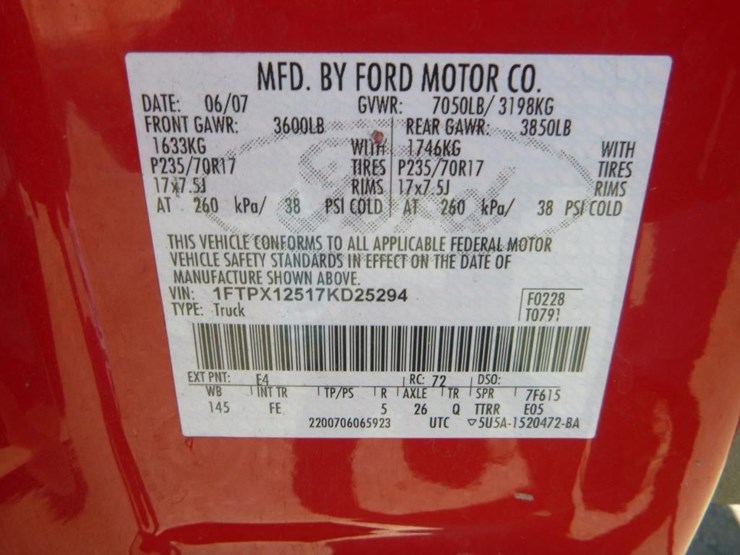 MFD. BY FORD MOTOR CO.
DATE: 06/07 GVWR: 7050LB/ 3198KG
FRONT GAWR: 3600LB REAR GAWR: 3850LB
1633KG WITH 1746KG WITH
P235/70R17 TIRES P235/70R17 TIRES
17x7.5J RIMS 17x7.5J RIMS
AT 260 kPa/ 38 PSI COLD AT 260 kPa/ 38 PSI COLD
Ford
THIS VEHICLE CONFORMS TO ALL APPLICABLE FEDERAL MOTOR
VEHICLE SAFETY STANDARDS IN EFFECT ON THE DATE OF
MANUFACTURE SHOWN ABOVE.
VIN: 1FTPX12517KD25294
TYPE: Truck
F0228
T0791
EXT PNT: E4 RC: 72 DSO:
WB INT TR TP/PS R AXLE TR SPR 7F615
145 FE 5 26 Q TTRR E05
2200706065923 UTC ▽5U5A-1520472-BA